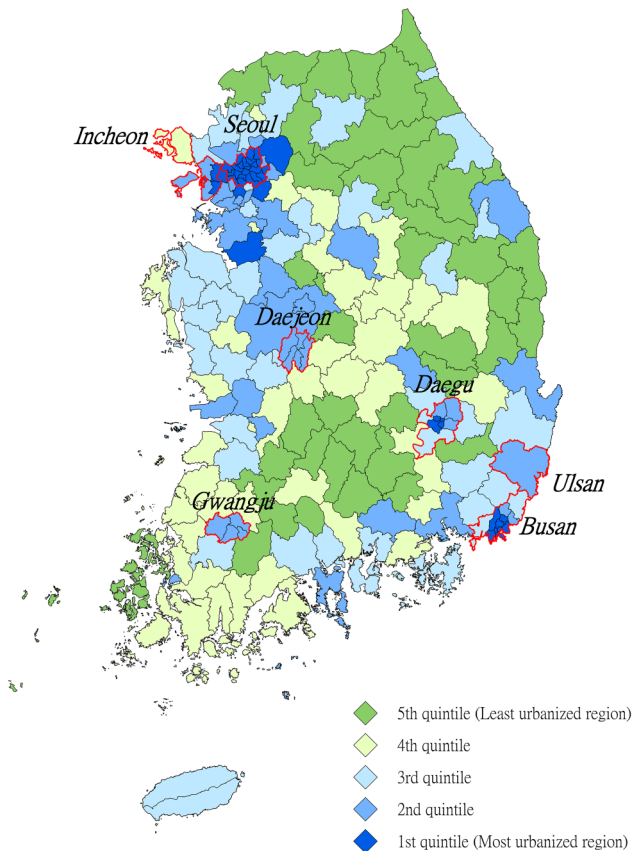 Incheon
Seoul
Daejeon
Daegu
Ulsan
Gwangju
Busan
5th quintile (Least urbanized region)
4th quintile
3rd quintile
2nd quintile
1st quintile (Most urbanized region)